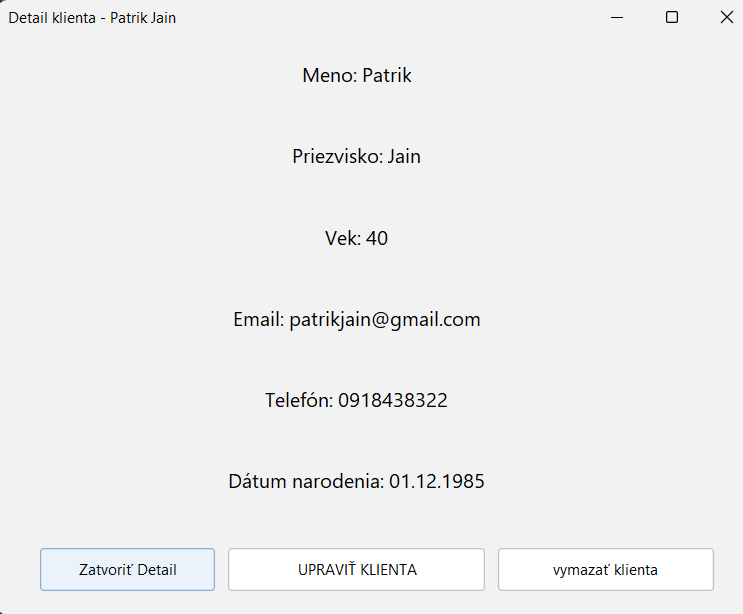 Detail klienta - Patrik Jain
Meno: Patrik
Priezvisko: Jain
Vek: 40
Email: patrikjain@gmail.com
Telefón: 0918438322
Dátum narodenia: 01.12.1985
Zatvoriť Detail
UPRAVIŤ KLIENTA
vymazať klienta